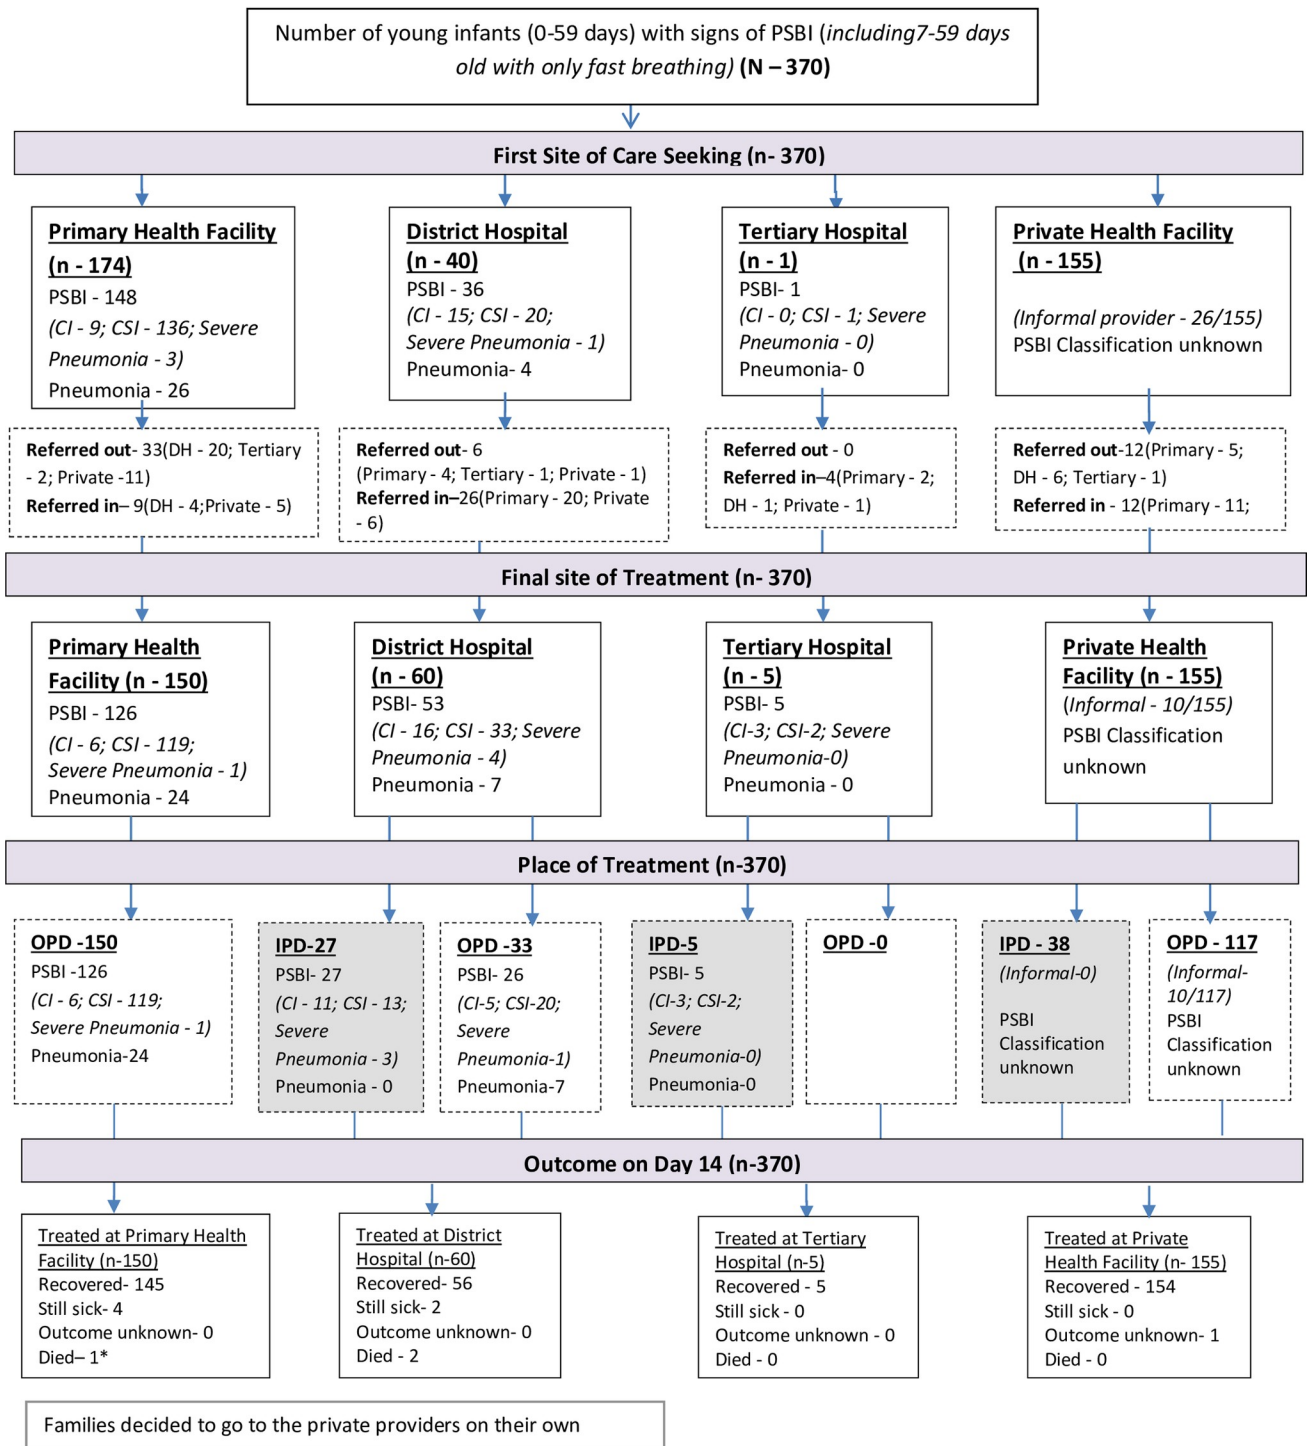 Number of young infants (0-59 days) with signs of PSBI (including7-59 days
old with only fast breathing) (N – 370)
First Site of Care Seeking (n- 370)
Primary Health Facility
(n - 174)
PSBI - 148
(CI - 9; CSI - 136; Severe
Pneumonia - 3)
Pneumonia - 26
District Hospital
(n - 40)
PSBI - 36
(CI - 15; CSI - 20;
Severe Pneumonia - 1)
Pneumonia- 4
Tertiary Hospital
(n - 1)
PSBI- 1
(CI - 0; CSI - 1; Severe
Pneumonia - 0)
Pneumonia- 0
Private Health Facility
(n - 155)
(Informal provider - 26/155)
PSBI Classification unknown
Referred out- 33(DH - 20; Tertiary
- 2; Private -11)
Referred in– 9(DH - 4;Private - 5)
Referred out- 6
(Primary - 4; Tertiary - 1; Private - 1)
Referred in–26(Primary - 20; Private
- 6)
Referred out - 0
Referred in–4(Primary - 2;
DH - 1; Private - 1)
Referred out-12(Primary - 5;
DH - 6; Tertiary - 1)
Referred in - 12(Primary - 11;
Final site of Treatment (n- 370)
Primary Health
Facility (n - 150)
PSBI - 126
(CI - 6; CSI - 119;
Severe Pneumonia - 1)
Pneumonia - 24
District Hospital
(n - 60)
PSBI- 53
(CI - 16; CSI - 33; Severe
Pneumonia - 4)
Pneumonia - 7
Tertiary Hospital
(n - 5)
PSBI- 5
(CI-3; CSI-2; Severe
Pneumonia-0)
Pneumonia - 0
Private Health
Facility (n - 155)
(Informal - 10/155)
PSBI Classification
unknown
Place of Treatment (n-370)
OPD -150
PSBI -126
(CI - 6; CSI - 119;
Severe Pneumonia - 1)
Pneumonia-24
IPD-27
PSBI- 27
(CI - 11; CSI - 13;
Severe
Pneumonia - 3)
Pneumonia - 0
OPD -33
PSBI- 26
(CI-5; CSI-20;
Severe
Pneumonia-1)
Pneumonia-7
IPD-5
PSBI- 5
(CI-3; CSI-2;
Severe
Pneumonia-0)
Pneumonia-0
OPD -0
IPD - 38
(Informal-0)
PSBI
Classification
unknown
OPD - 117
(Informal-
10/117)
PSBI
Classification
unknown
Outcome on Day 14 (n-370)
Treated at Primary Health
Facility (n-150)
Recovered- 145
Still sick- 4
Outcome unknown- 0
Died– 1*
Treated at District
Hospital (n-60)
Recovered- 56
Still sick- 2
Outcome unknown- 0
Died - 2
Treated at Tertiary
Hospital (n-5)
Recovered - 5
Still sick - 0
Outcome unknown - 0
Died - 0
Treated at Private
Health Facility (n- 155)
Recovered - 154
Still sick - 0
Outcome unknown- 1
Died - 0
Families decided to go to the private providers on their own